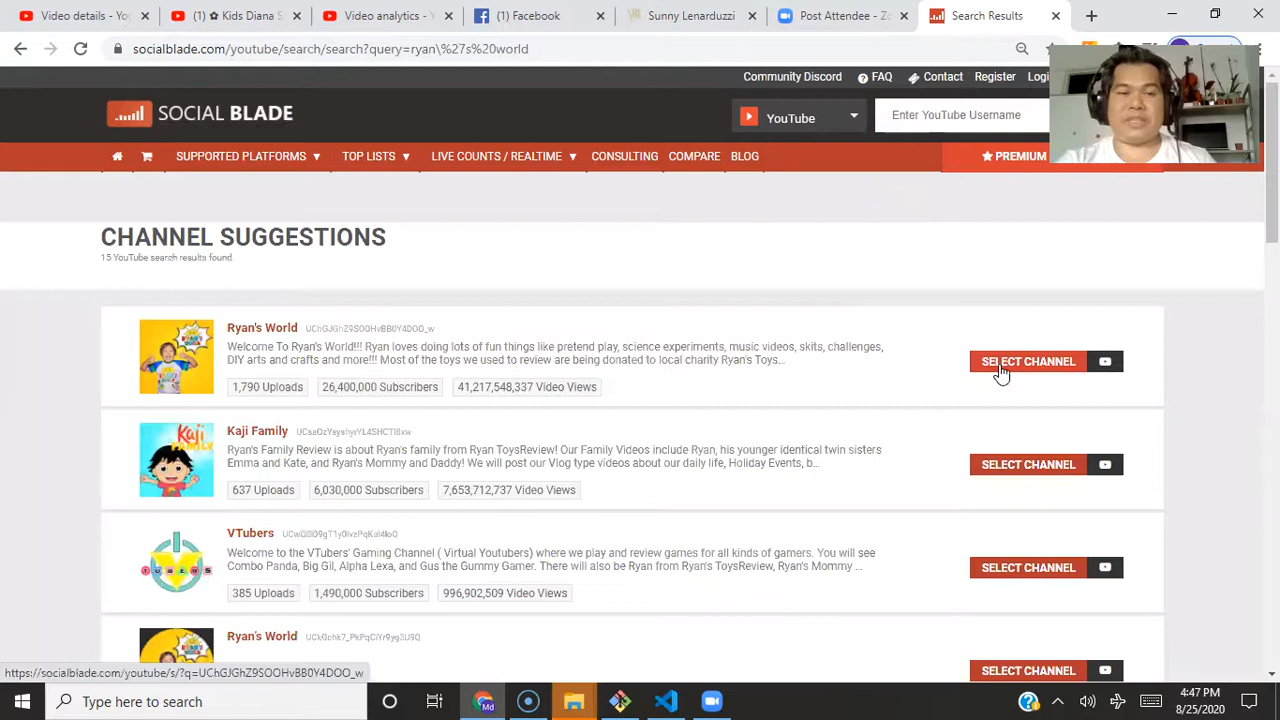 Video details - You
(1) ✿ Kids Diana S
Video analytics - Y
(1) Facebook
Sunny Lenarduzzi
Post Attendee - Zo
Search Results
socialblade.com/youtube/search/search?query=ryan\%27s%20world
Community Discord
FAQ
Contact
Register
Logi
SOCIAL BLADE
YouTube
Enter YouTube Username
SUPPORTED PLATFORMS
TOP LISTS
LIVE COUNTS / REALTIME
CONSULTING
COMPARE
BLOG
PREMIUM
CHANNEL SUGGESTIONS
15 YouTube search results found.
Ryan's World UChGJGhZ9SOOHvBB0Y4DOO_w
Welcome To Ryan's World!!! Ryan loves doing lots of fun things like pretend play, science experiments, music videos, skits, challenges,
DIY arts and crafts and more!!! Most of the toys we used to review are being donated to local charity Ryan's Toys...
1,790 Uploads
26,400,000 Subscribers
41,217,548,337 Video Views
SELECT CHANNEL
Kaji Family
Ryan's Family Review is about Ryan's family from Ryan ToysReview! Our Family Videos include Ryan, his younger identical twin sisters
Emma and Kate, and Ryan's Mommy and Daddy! We will post our Vlog type videos about our daily life, Holiday Events, b...
637 Uploads
6,030,000 Subscribers
7,653,712,737 Video Views
SELECT CHANNEL
VTubers
Welcome to the VTubers' Gaming Channel ( Virtual Youtubers) where we play and review games for all kinds of gamers. You will see
Combo Panda, Big Gil, Alpha Lexa, and Gus the Gummy Gamer. There will also be Ryan from Ryan's ToysReview, Ryan's Mommy ...
385 Uploads
1,490,000 Subscribers
996,902,509 Video Views
SELECT CHANNEL
Ryan's World
SELECT CHANNEL
https://socialblade.com/youtube/s/?q=UChGJGhZ9SOOHvBB0Y4DOO_w
Type here to search
4:47 PM
8/25/2020